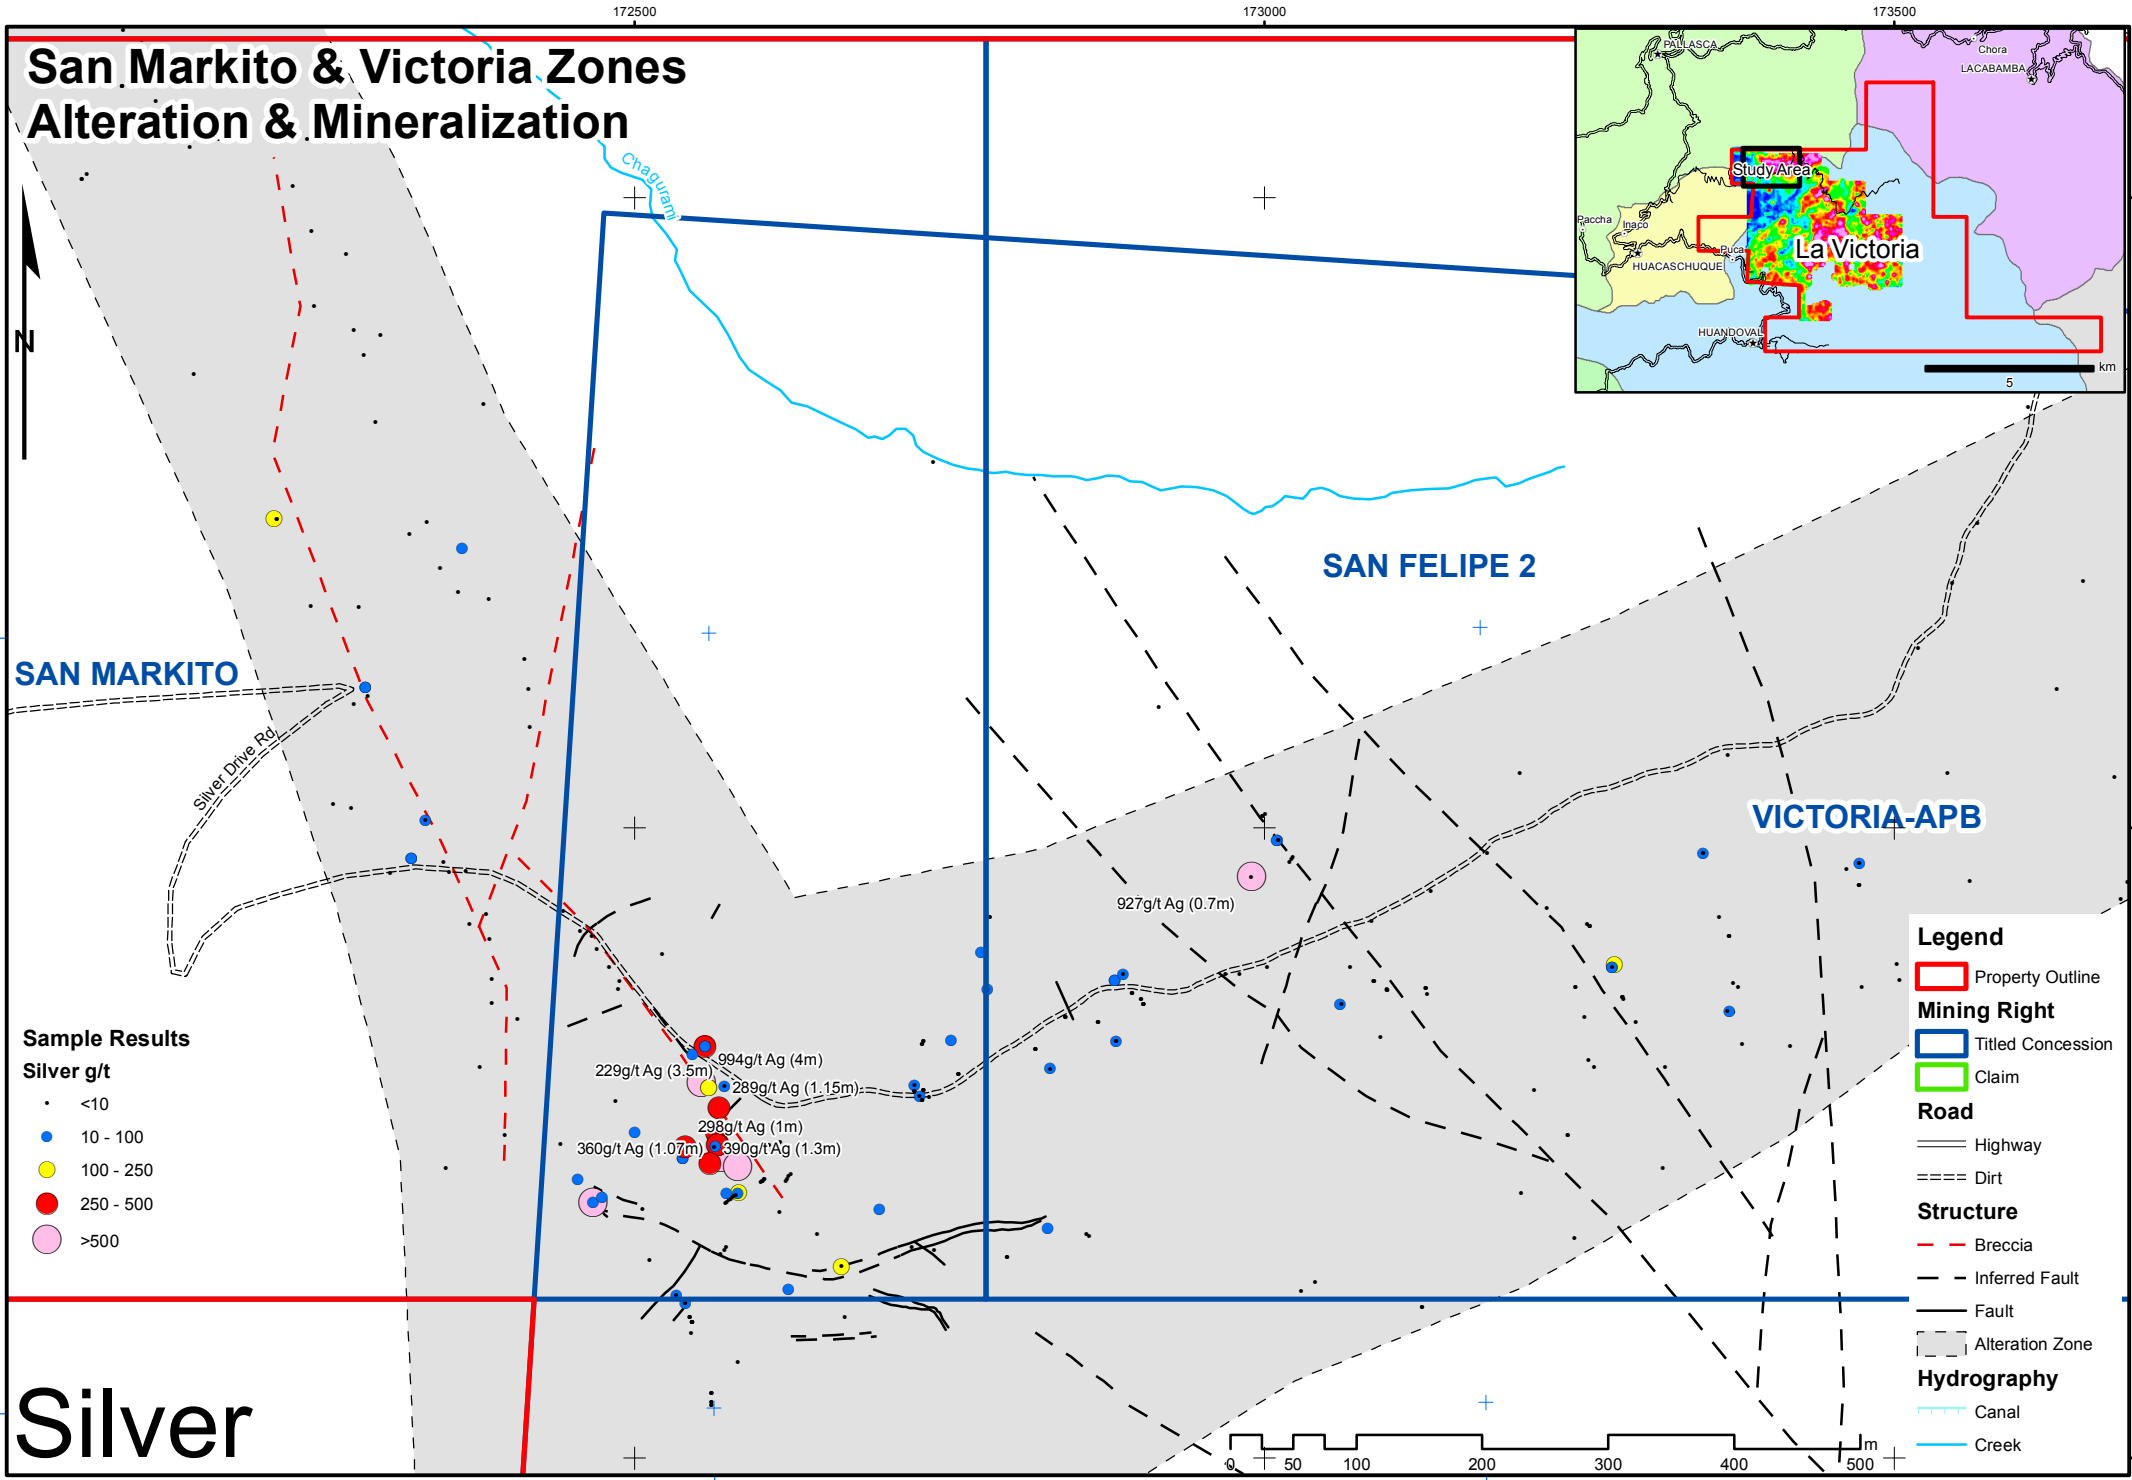 172500
173000
173500
San Markito & Victoria Zones
Alteration & Mineralization
PALLASCA
Chora
LACABAMBA
Study Area
Paccha
Inaco
Puca
HUACASCHUQUE
La Victoria
HUANDOVAL
km
5
Chagurami
N
SAN FELIPE 2
SAN MARKITO
Silver Drive Rd
VICTORIA-APB
927g/t Ag (0.7m)
994g/t Ag (4m)
229g/t Ag (3.5m)
289g/t Ag (1.15m)
298g/t Ag (1m)
360g/t Ag (1.07m)
390g/t Ag (1.3m)
Sample Results
Silver g/t
<10
10 - 100
100 - 250
250 - 500
>500
Legend
Property Outline
Mining Right
Titled Concession
Claim
Road
Highway
Dirt
Structure
Breccia
Inferred Fault
Fault
Alteration Zone
Hydrography
Canal
Creek
Silver
m
0 50 100 200 300 400 500